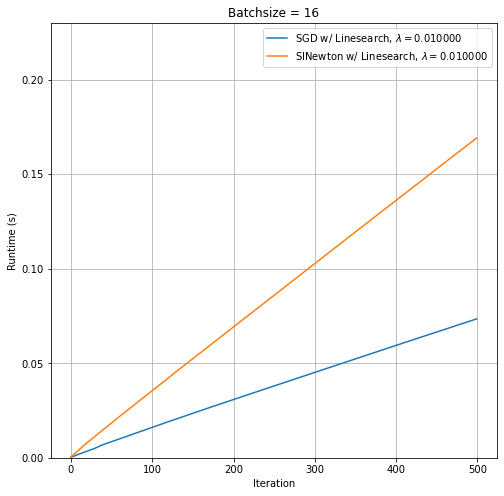 Batchsize = 16
SGD w/ Linesearch, λ = 0.010000
SINewton w/ Linesearch, λ = 0.010000
Runtime (s)
0.20
0.15
0.10
0.05
0.00
0 100 200 300 400 500
Iteration